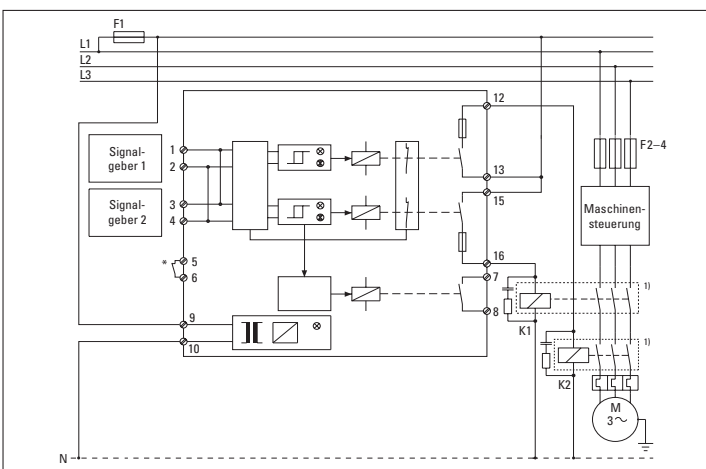 F1
L1
L2
L3
12
Signal-
geber 1
1
2
F2–4
13
15
Signal-
geber 2
3
4
Maschinen-
steuerung
*
5
6
16
7
1)
9
8
K1
10
1)
K2
M
3~
N